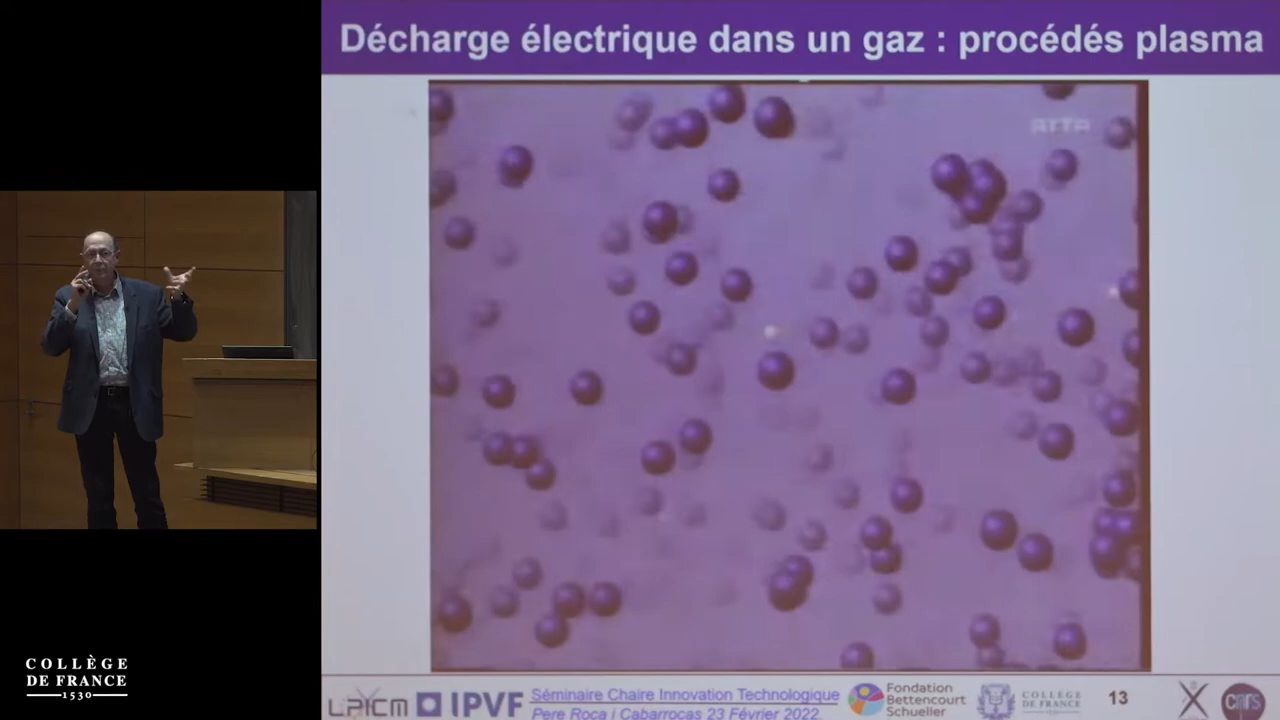 Décharge électrique dans un gaz : procédés plasma
COLLÈGE
DE FRANCE
1530
LPICM
IPVF
Séminaire Chaire Innovation Technologique
Pere Roca i Cabarrocas 23 Février 2022
Fondation
Bettencourt
Schueller
COLLÈGE
DE FRANCE
13
cnrs